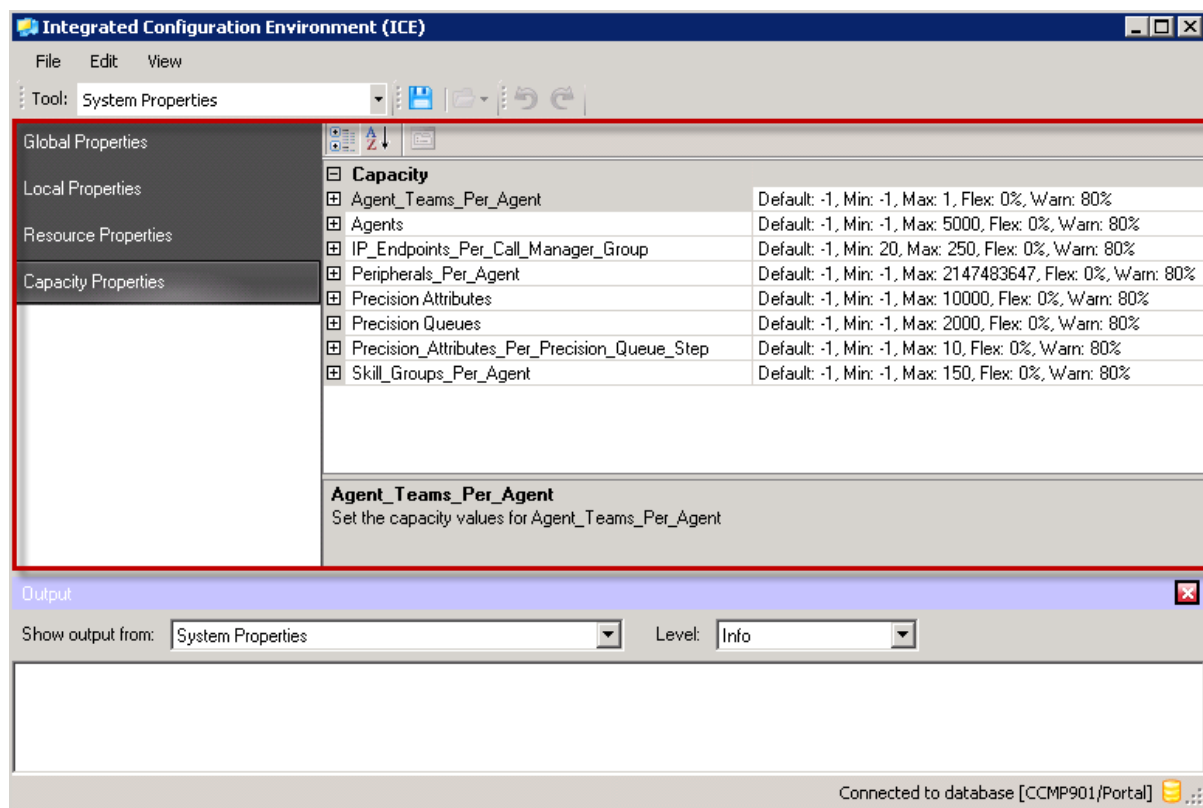 Integrated Configuration Environment (ICE)
File Edit View
Tool: System Properties
Global Properties
Local Properties
Resource Properties
Capacity Properties
Capacity
Agent_Teams_Per_Agent Default: -1, Min: -1, Max: 1, Flex: 0%, Warn: 80%
Agents Default: -1, Min: -1, Max: 5000, Flex: 0%, Warn: 80%
IP_Endpoints_Per_Call_Manager_Group Default: -1, Min: 20, Max: 250, Flex: 0%, Warn: 80%
Peripherals_Per_Agent Default: -1, Min: -1, Max: 2147483647, Flex: 0%, Warn: 80%
Precision Attributes Default: -1, Min: -1, Max: 10000, Flex: 0%, Warn: 80%
Precision Queues Default: -1, Min: -1, Max: 2000, Flex: 0%, Warn: 80%
Precision_Attributes_Per_Precision_Queue_Step Default: -1, Min: -1, Max: 10, Flex: 0%, Warn: 80%
Skill_Groups_Per_Agent Default: -1, Min: -1, Max: 150, Flex: 0%, Warn: 80%
Agent_Teams_Per_Agent
Set the capacity values for Agent_Teams_Per_Agent
Output
Show output from: System Properties Level: Info
Connected to database [CCMP901/Portal]